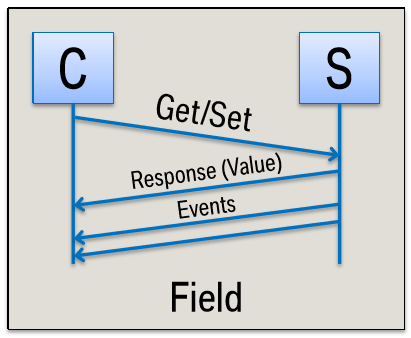 C
S
Get/Set
Response (Value)
Events
Field